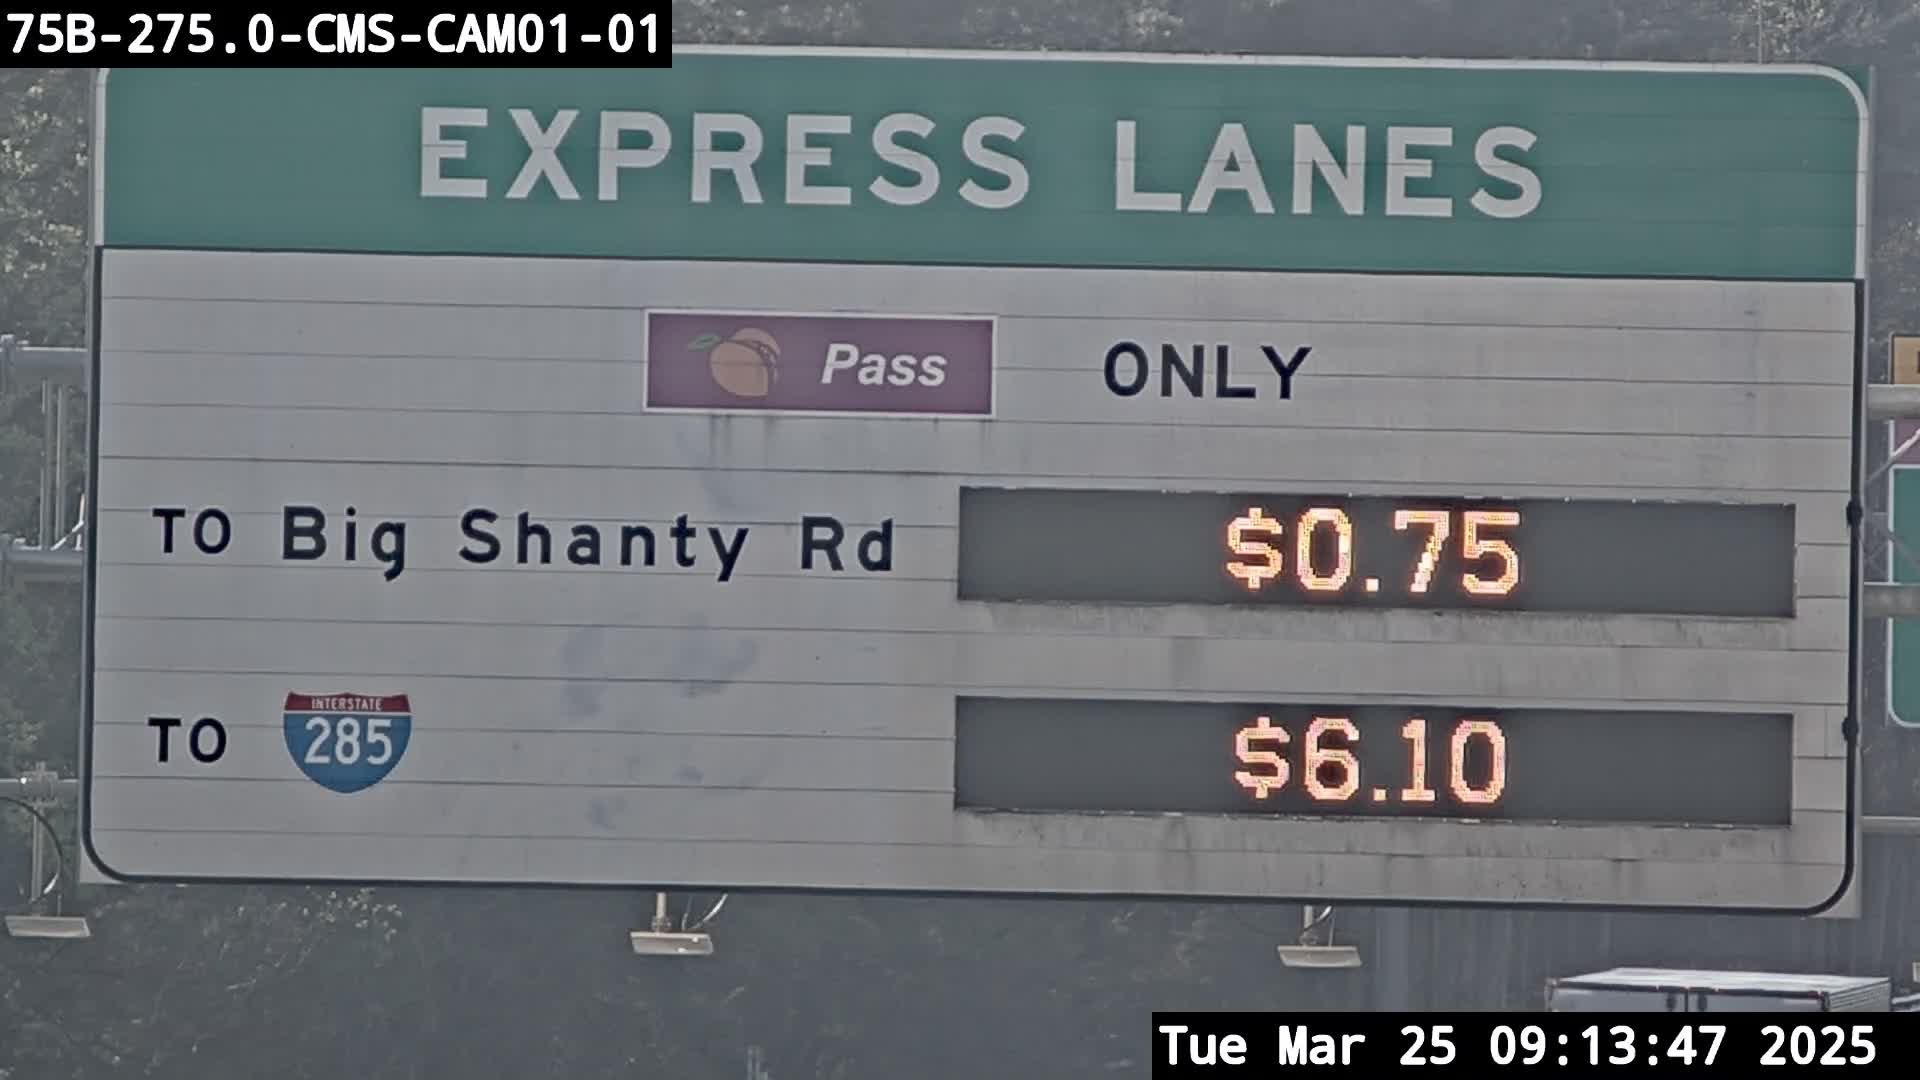 75B-275.0-CMS-CAM01-01
EXPRESS LANES
Pass ONLY
TO Big Shanty Rd $0.75
INTERSTATE
TO 285 $6.10
Tue Mar 25 09:13:47 2025